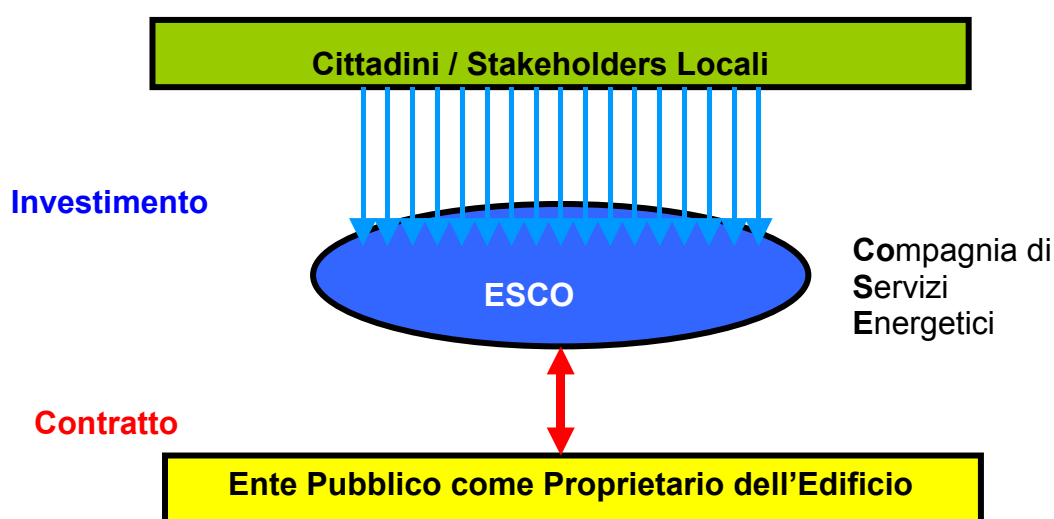 Cittadini / Stakeholders Locali
Investimento
ESCO
Compagnia di
Servizi
Energetici
Contratto
Ente Pubblico come Proprietario dell’Edificio